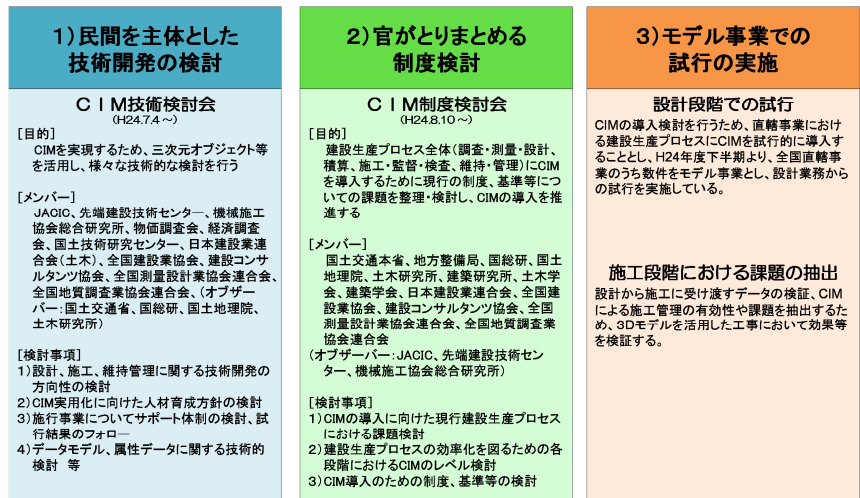 1)民間を主体とした
技術開発の検討
CIM技術検討会
(H24.7.4~)
[目的]
CIMを実現するため、三次元オブジェクト等
を活用し、様々な技術的な検討を行う
[メンバー]
JACIC、先端建設技術センター、機械施工
協会総合研究所、物価調査会、経済調査
会、国土技術研究センター、日本建設業連
合会(土木)、全国建設業協会、建設コンサ
ルタンツ協会、全国測量設計業協会連合会、
全国地質調査業協会連合会、(オブザー
バー:国土交通省、国総研、国土地理院、
土木研究所)
[検討事項]
1)設計、施工、維持管理に関する技術開発の
方向性の検討
2)CIM実用化に向けた人材育成方針の検討
3)施行事業についてサポート体制の検討、試
行結果のフォロー
4)データモデル、属性データに関する技術的
検討 等
2)官がとりまとめる
制度検討
CIM制度検討会
(H24.8.10~)
[目的]
建設生産プロセス全体(調査・測量・設計、
積算、施工・監督・検査、維持・管理)にCIM
を導入するために現行の制度、基準等につ
いての課題を整理・検討し、CIMの導入を推
進する
[メンバー]
国土交通本省、地方整備局、国総研、国土
地理院、土木研究所、建築研究所、土木学
会、建築学会、日本建設業連合会、全国建
設業協会、建設コンサルタンツ協会、全国
測量設計業協会連合会、全国地質調査業
協会連合会
(オブザーバー:JACIC、先端建設技術セン
ター、機械施工協会総合研究所)
[検討事項]
1)CIMの導入に向けた現行建設生産プロセス
における課題検討
2)建設生産プロセスの効率化を図るための各
段階におけるCIMのレベル検討
3)CIM導入のための制度、基準等の検討
3)モデル事業での
試行の実施
設計段階での試行
CIMの導入検討を行うため、直轄事業におけ
る建設生産プロセスにCIMを試行的に導入す
ることとし、H24年度下半期より、全国直轄事
業のうち数件をモデル事業とし、設計業務から
の試行を実施している。
施工段階における課題の抽出
設計から施工に受け渡すデータの検証、CIM
による施工管理の有効性や課題を抽出するた
め、3Dモデルを活用した工事において効果等
を検証する。